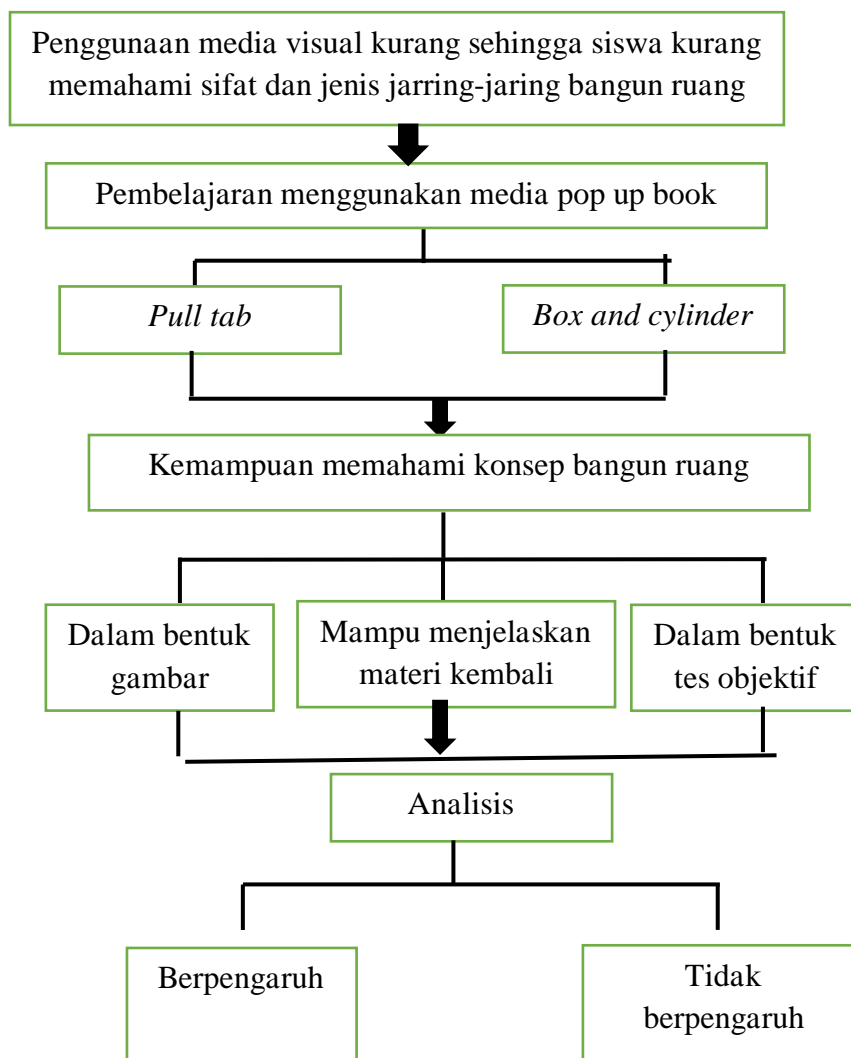 Penggunaan media visual kurang sehingga siswa kurang
memahami sifat dan jenis jarring-jaring bangun ruang
Pembelajaran menggunakan media pop up book
Pull tab
Box and cylinder
Kemampuan memahami konsep bangun ruang
Dalam bentuk
gambar
Mampu menjelaskan
materi kembali
Dalam bentuk
tes objektif
Analisis
Berpengaruh
Tidak
berpengaruh